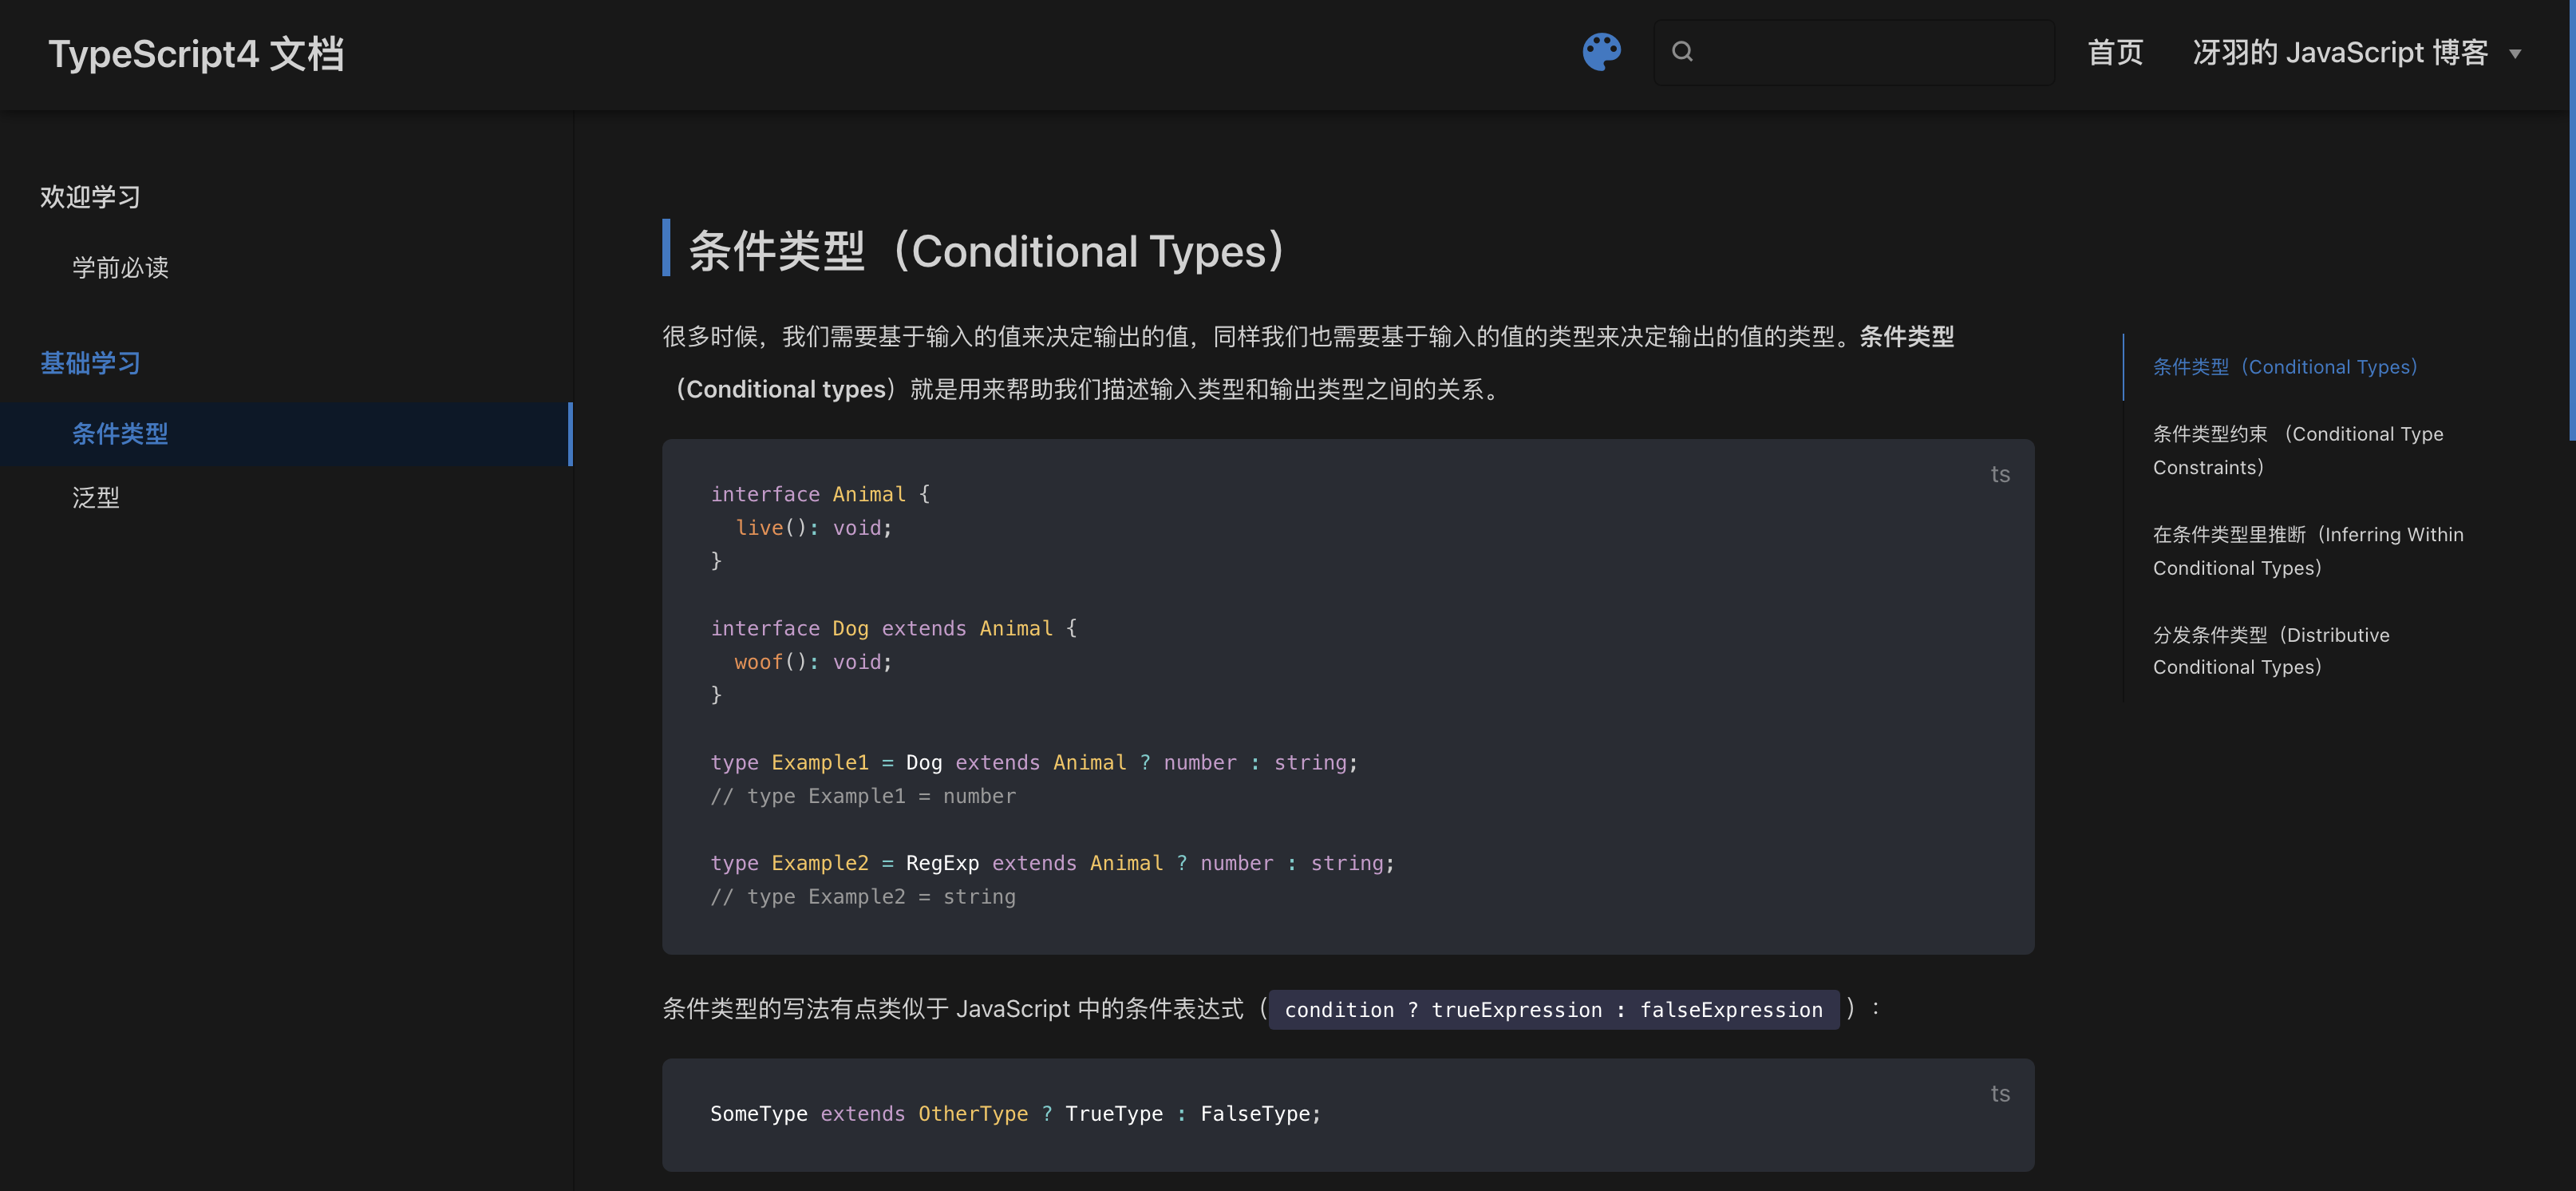 TypeScript4 文档
首页
冴羽的 JavaScript 博客
欢迎学习
学前必读
基础学习
条件类型
泛型
条件类型（Conditional Types）
很多时候，我们需要基于输入的值来决定输出的值，同样我们也需要基于输入的值的类型来决定输出的值的类型。条件类型
（Conditional types）就是用来帮助我们描述输入类型和输出类型之间的关系。
ts
interface Animal {
  live(): void;
}
interface Dog extends Animal {
  woof(): void;
}
type Example1 = Dog extends Animal ? number : string;
// type Example1 = number
type Example2 = RegExp extends Animal ? number : string;
// type Example2 = string
条件类型的写法有点类似于 JavaScript 中的条件表达式（condition ? trueExpression : falseExpression ）：
ts
SomeType extends OtherType ? TrueType : FalseType;
条件类型（Conditional Types）
条件类型约束 （Conditional Type
Constraints）
在条件类型里推断（Inferring Within
Conditional Types）
分发条件类型（Distributive
Conditional Types）